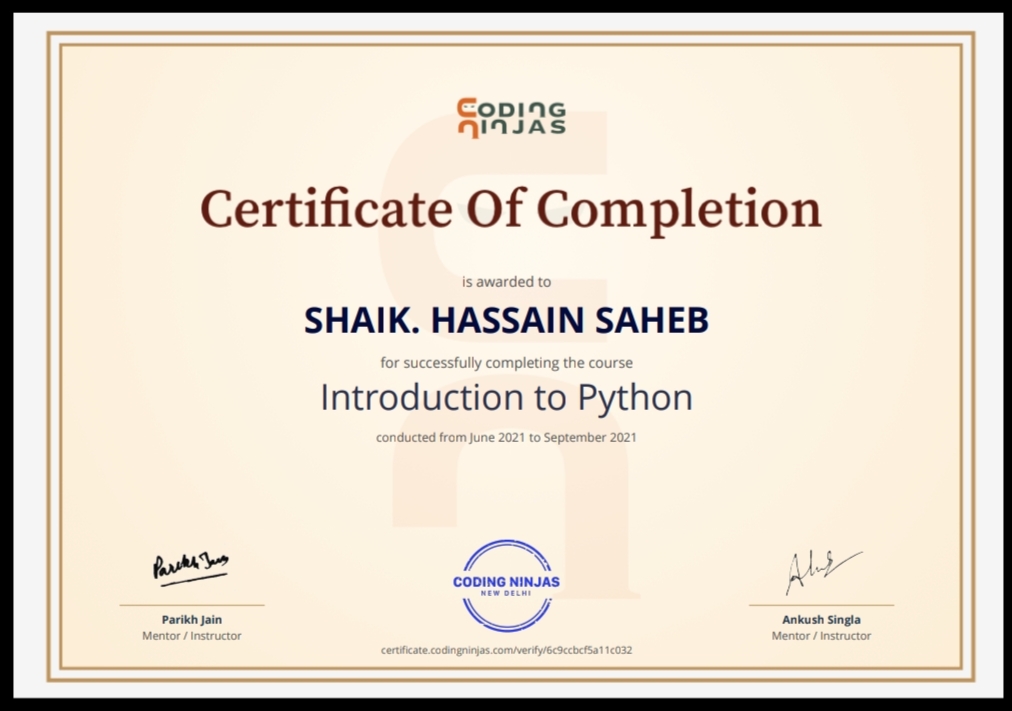 CODING
NINJAS
Certificate Of Completion
is awarded to
SHAIK. HASSAIN SAHEB
for successfully completing the course
Introduction to Python
conducted from June 2021 to September 2021
Parikh Jain
CODING NINJAS
NEW DELHI
Parikh Jain
Mentor / Instructor
Ankush Singla
Mentor / Instructor
certificate.codingninjas.com/verify/6c9ccbcf5a11c032